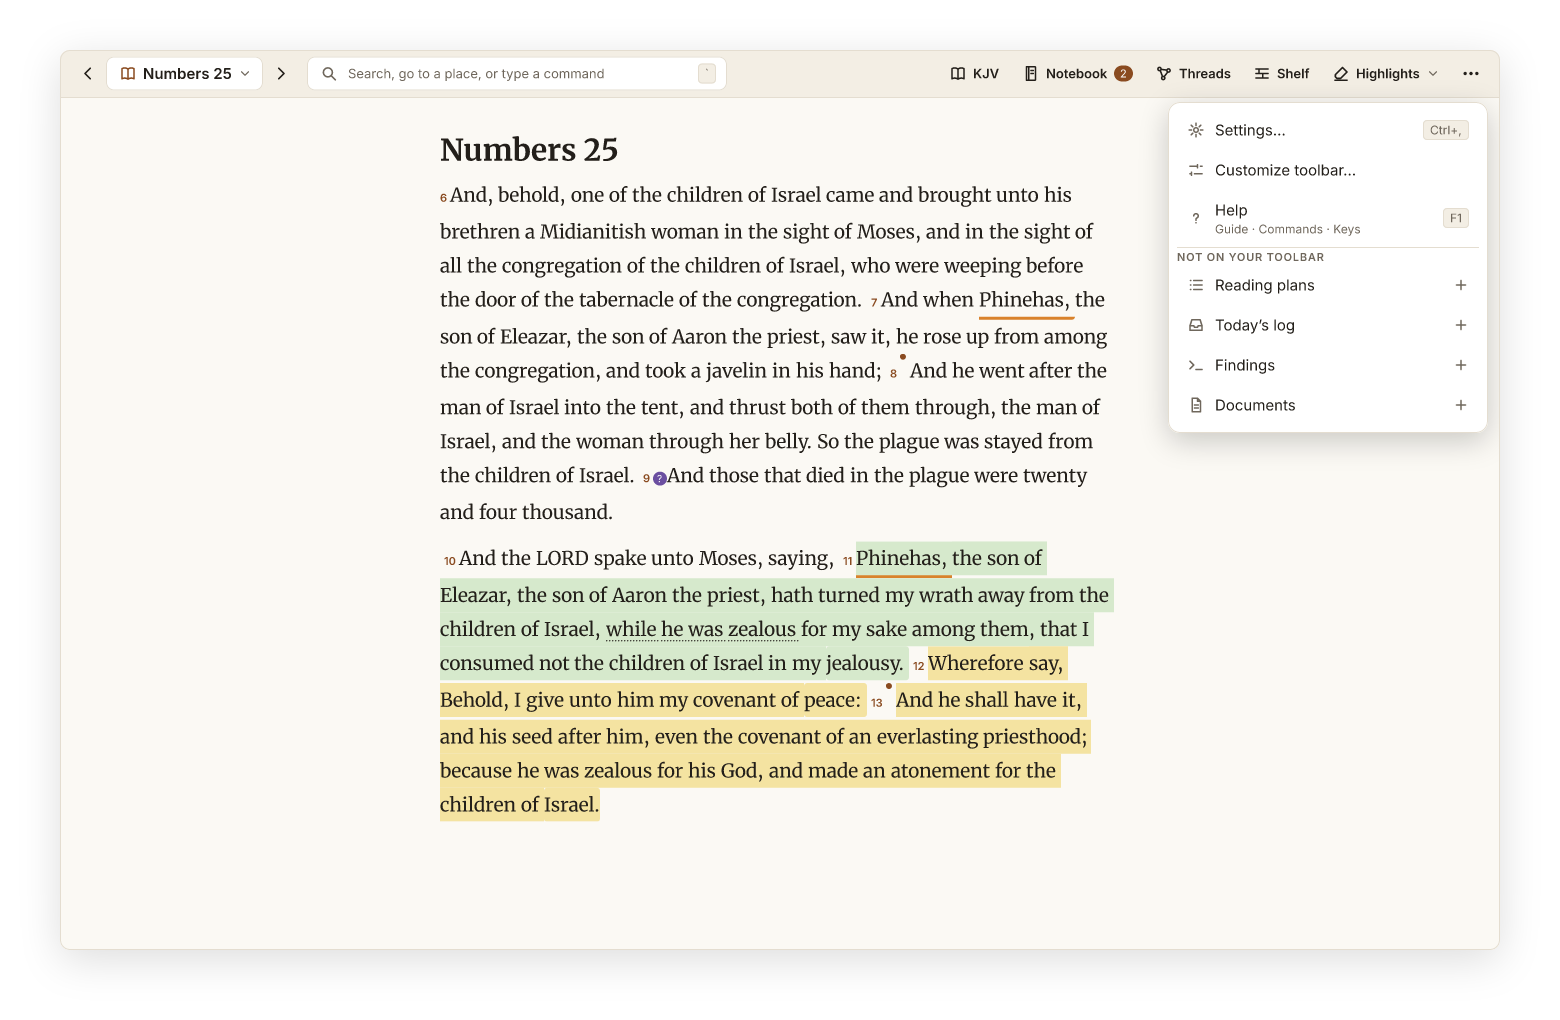 Numbers 25
Search, go to a place, or type a command
`
KJV
Notebook 2
Threads
Shelf
Highlights
Settings...
Ctrl+,
Customize toolbar...
Help
F1
Guide · Commands · Keys
NOT ON YOUR TOOLBAR
Reading plans
Today's log
Findings
Documents
Numbers 25
6 And, behold, one of the children of Israel came and brought unto his
brethren a Midianitish woman in the sight of Moses, and in the sight of
all the congregation of the children of Israel, who were weeping before
the door of the tabernacle of the congregation. 7 And when Phinehas, the
son of Eleazar, the son of Aaron the priest, saw it, he rose up from among
the congregation, and took a javelin in his hand; 8 And he went after the
man of Israel into the tent, and thrust both of them through, the man of
Israel, and the woman through her belly. So the plague was stayed from
the children of Israel. 9 ? And those that died in the plague were twenty
and four thousand.
10 And the LORD spake unto Moses, saying, 11 Phinehas, the son of
Eleazar, the son of Aaron the priest, hath turned my wrath away from the
children of Israel, while he was zealous for my sake among them, that I
consumed not the children of Israel in my jealousy. 12 Wherefore say,
Behold, I give unto him my covenant of peace: 13 And he shall have it,
and his seed after him, even the covenant of an everlasting priesthood;
because he was zealous for his God, and made an atonement for the
children of Israel.